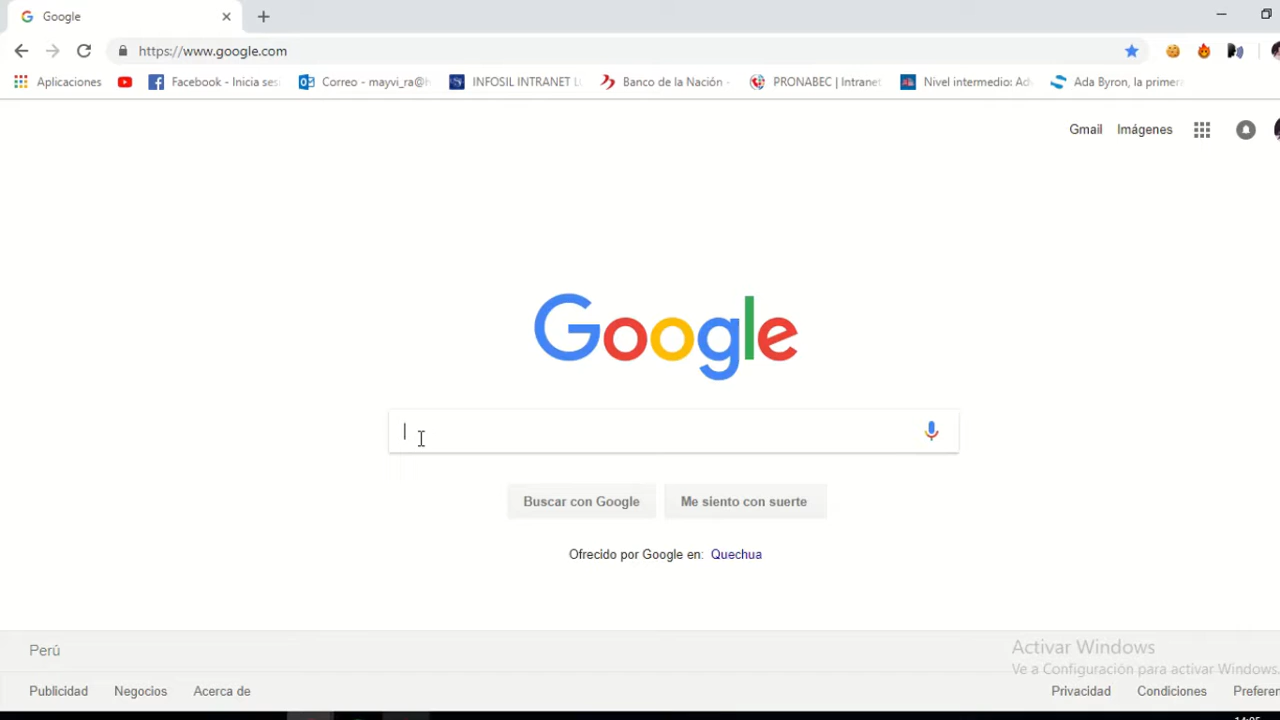 Google
https://www.google.com
Aplicaciones Facebook - Inicia ses Correo - mayvi_ra@h INFOSIL INTRANET Banco de la Nación - PRONABEC | Intranet Nivel intermedio: Ada Byron, la primer
Gmail Imágenes
Google
Buscar con Google Me siento con suerte
Ofrecido por Google en: Quechua
Perú
Activar Windows
Ve a Configuración para activar Windows.
Publicidad Negocios Acerca de Privacidad Condiciones Prefere